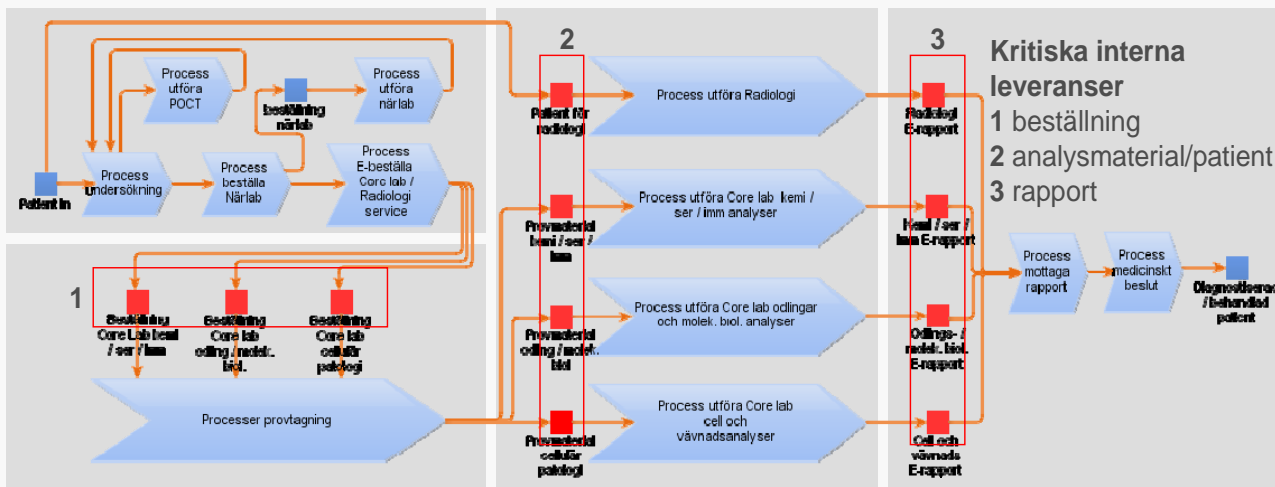 2
3
Kritiska interna
leveranser
1 beställning
2 analysmaterial/patient
3 rapport
Process
utföra
POCT
beställning
närlab
Process
utföra
närlab
Patient in
Process
Undersökning
Process
beställa
Närlab
Process
E-beställa
Core lab /
Radiologi
service
Patient för
radiologi
Process utföra Radiologi
Radiologi
E-rapport
Provmaterial
kemi / ser /
imm
Process utföra Core lab kemi /
ser / imm analyser
Kemi / ser /
imm E-rapport
1
Beställning
Core Lab kemi
/ ser / imm
Beställning
Core lab
odling / molek.
biol.
Beställning
Core lab
cellulär
patologi
Processer provtagning
Provmaterial
odling / molek.
biol
Process utföra Core lab odlingar
och molek. biol. analyser
Odlings- /
molek. biol.
E-rapport
Provmaterial
cellulär
patologi
Process utföra Core lab
cell och
vävnadsanalyser
Cell och
vävnads
E-rapport
Process
mottaga
rapport
Process
medicinskt
beslut
Diagnostiserad
/ behandlad
patient